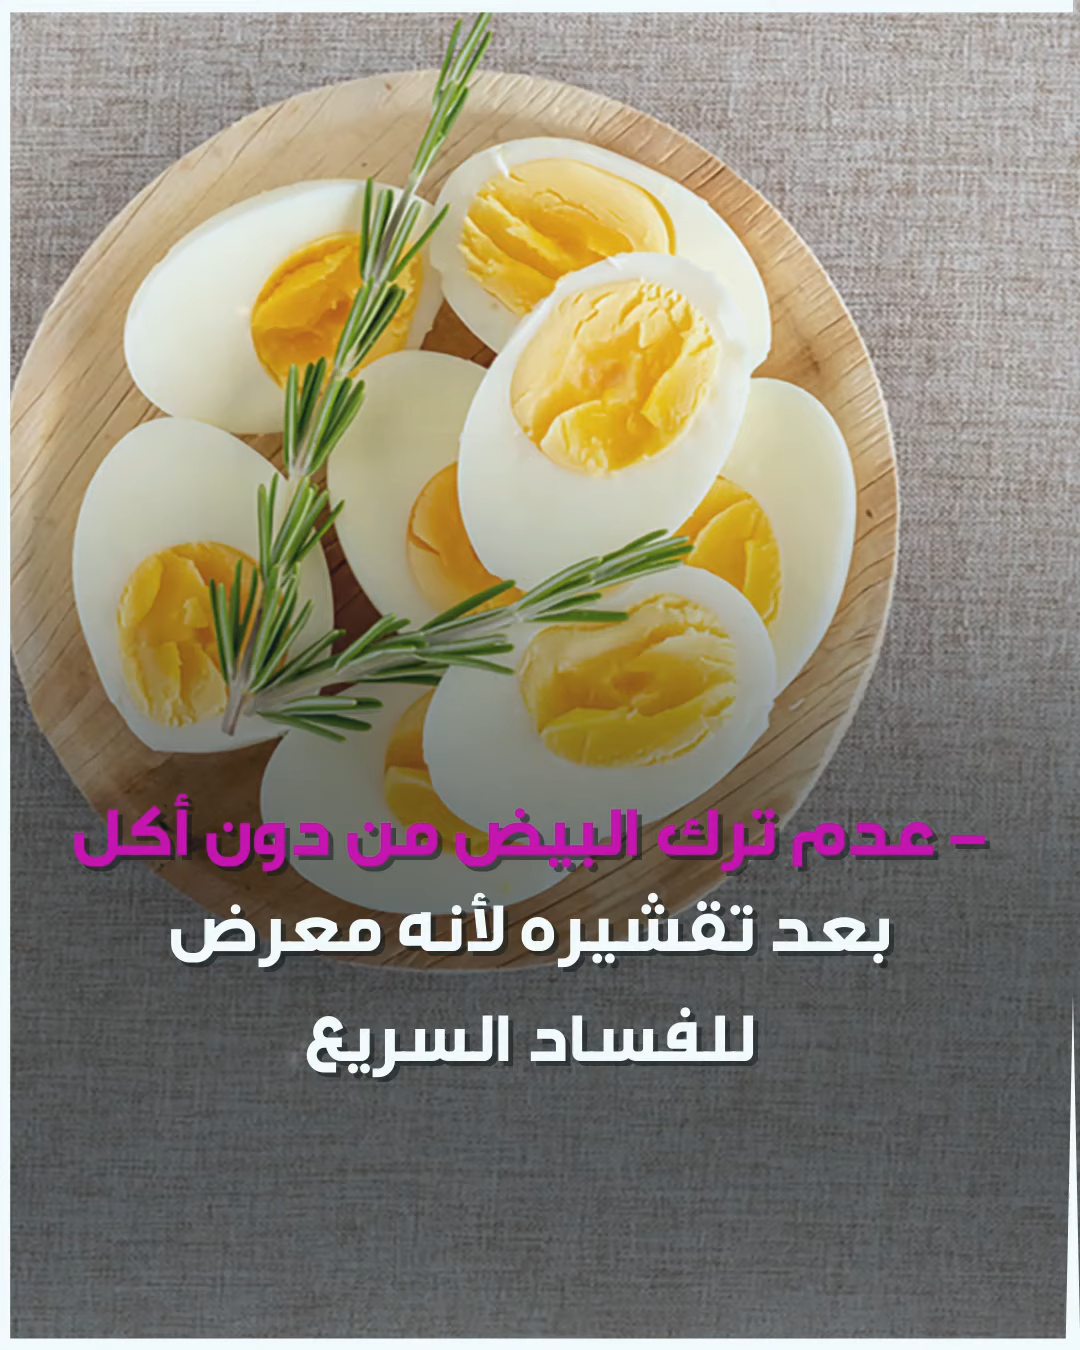 - عدم ترك البيض من دون أكل
بعد تقشيره لأنه معرض
للفساد السريع